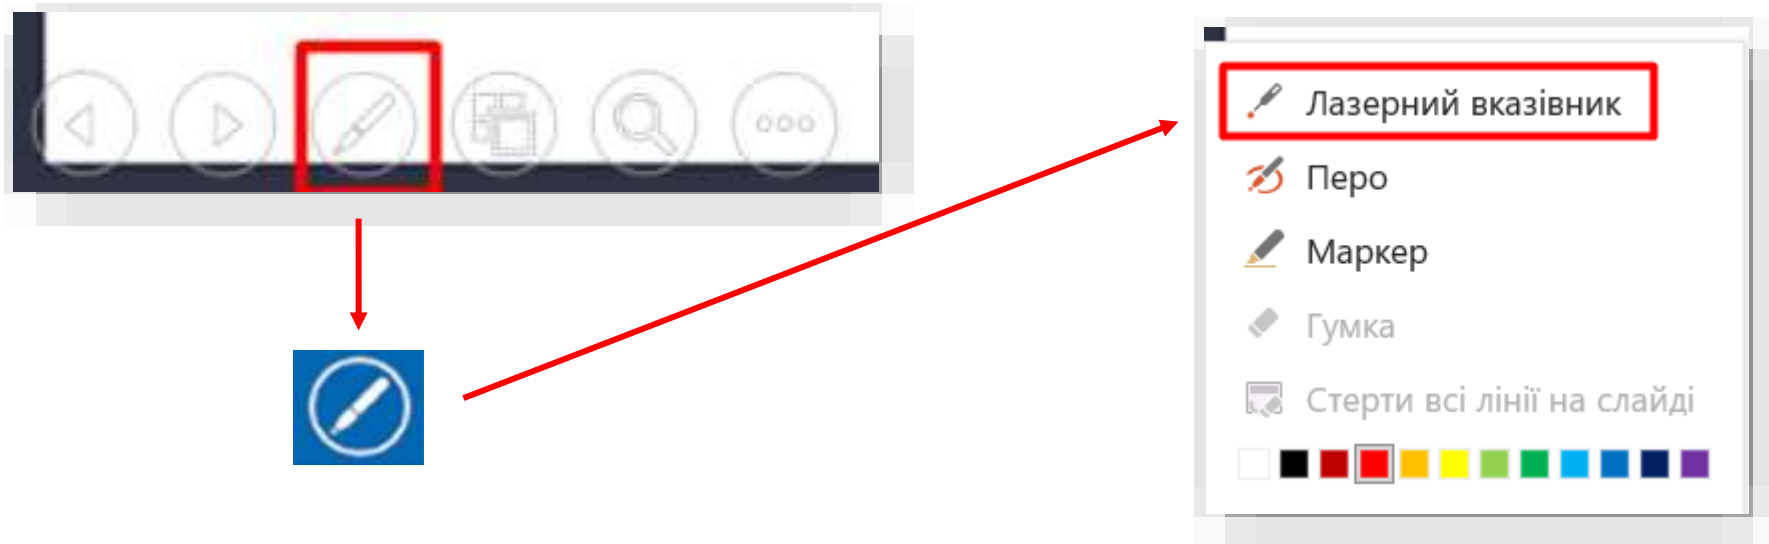 Лазерний вказівник
Перо
Маркер
Гумка
Стерти всі лінії на слайді